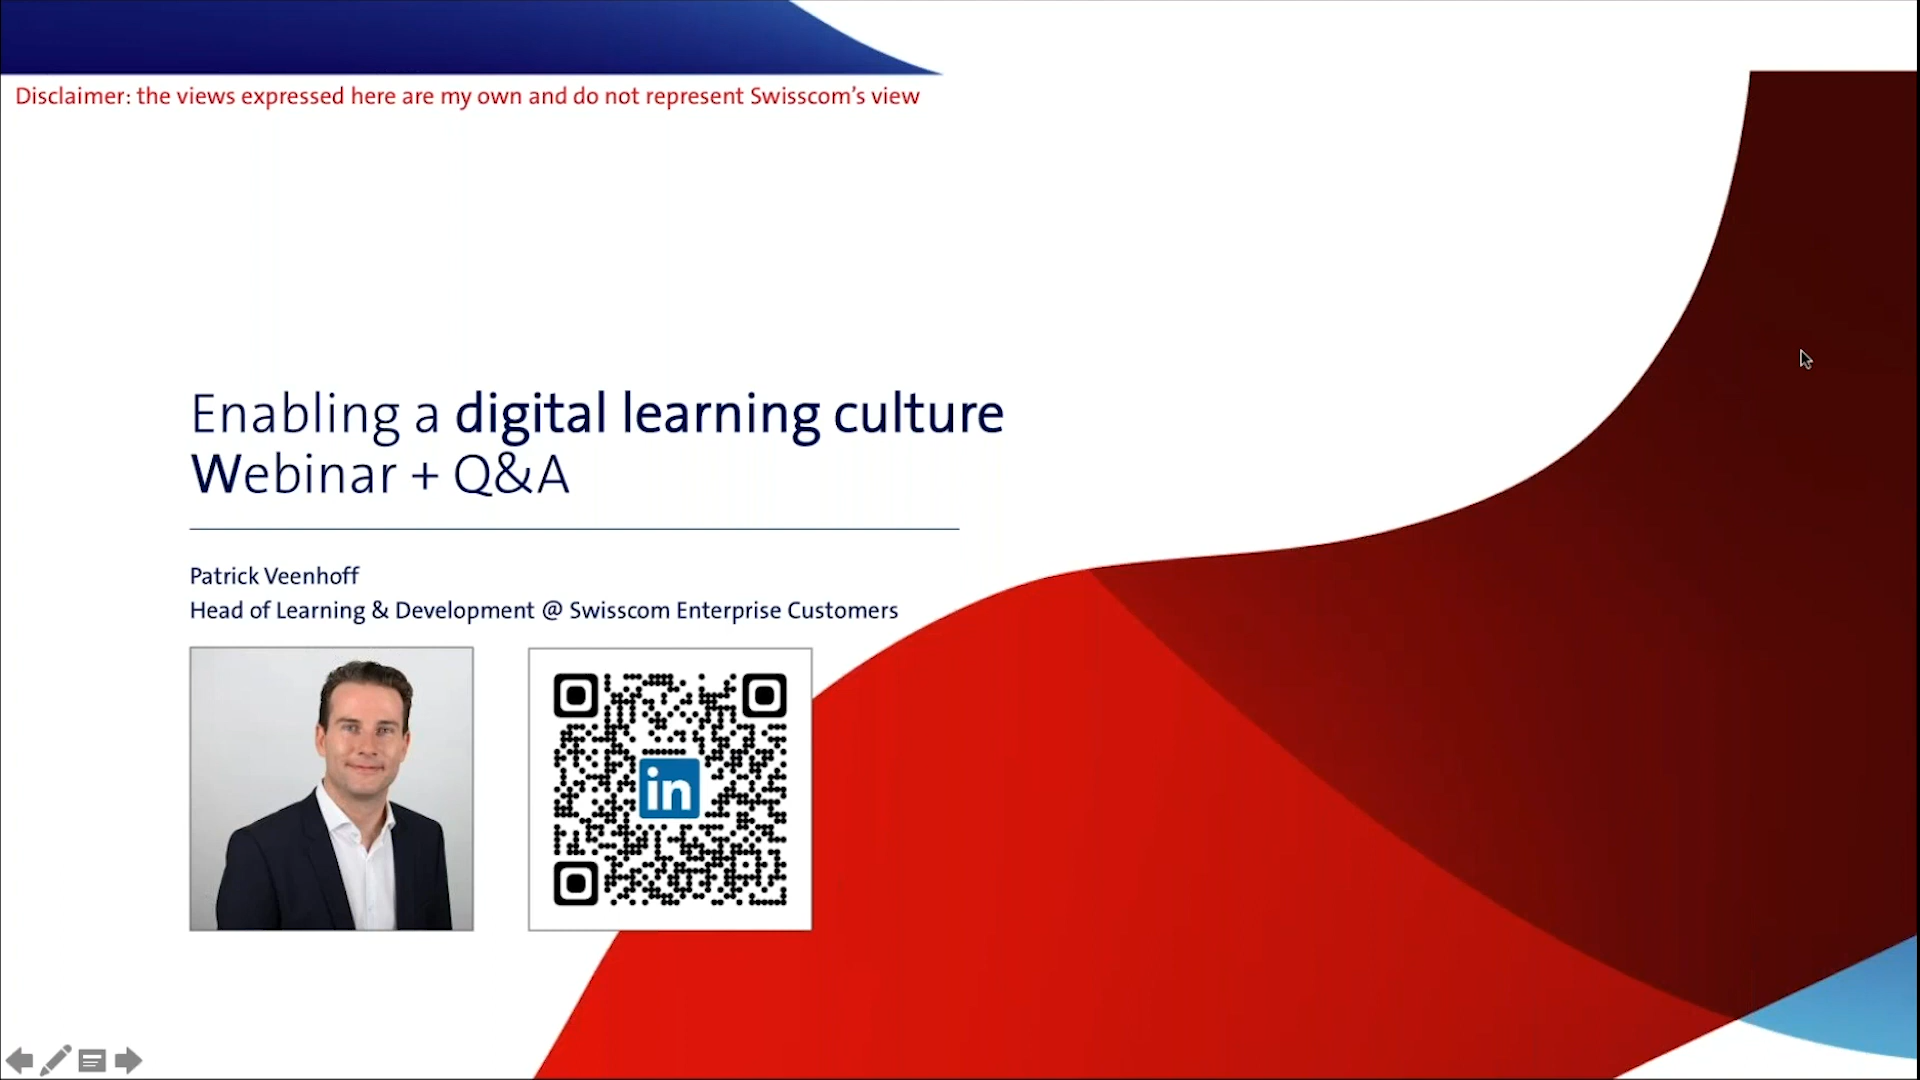 Disclaimer: the views expressed here are my own and do not represent Swisscom's view
Enabling a digital learning culture
Webinar + Q&A
Patrick Veenhoff
Head of Learning & Development @ Swisscom Enterprise Customers
in